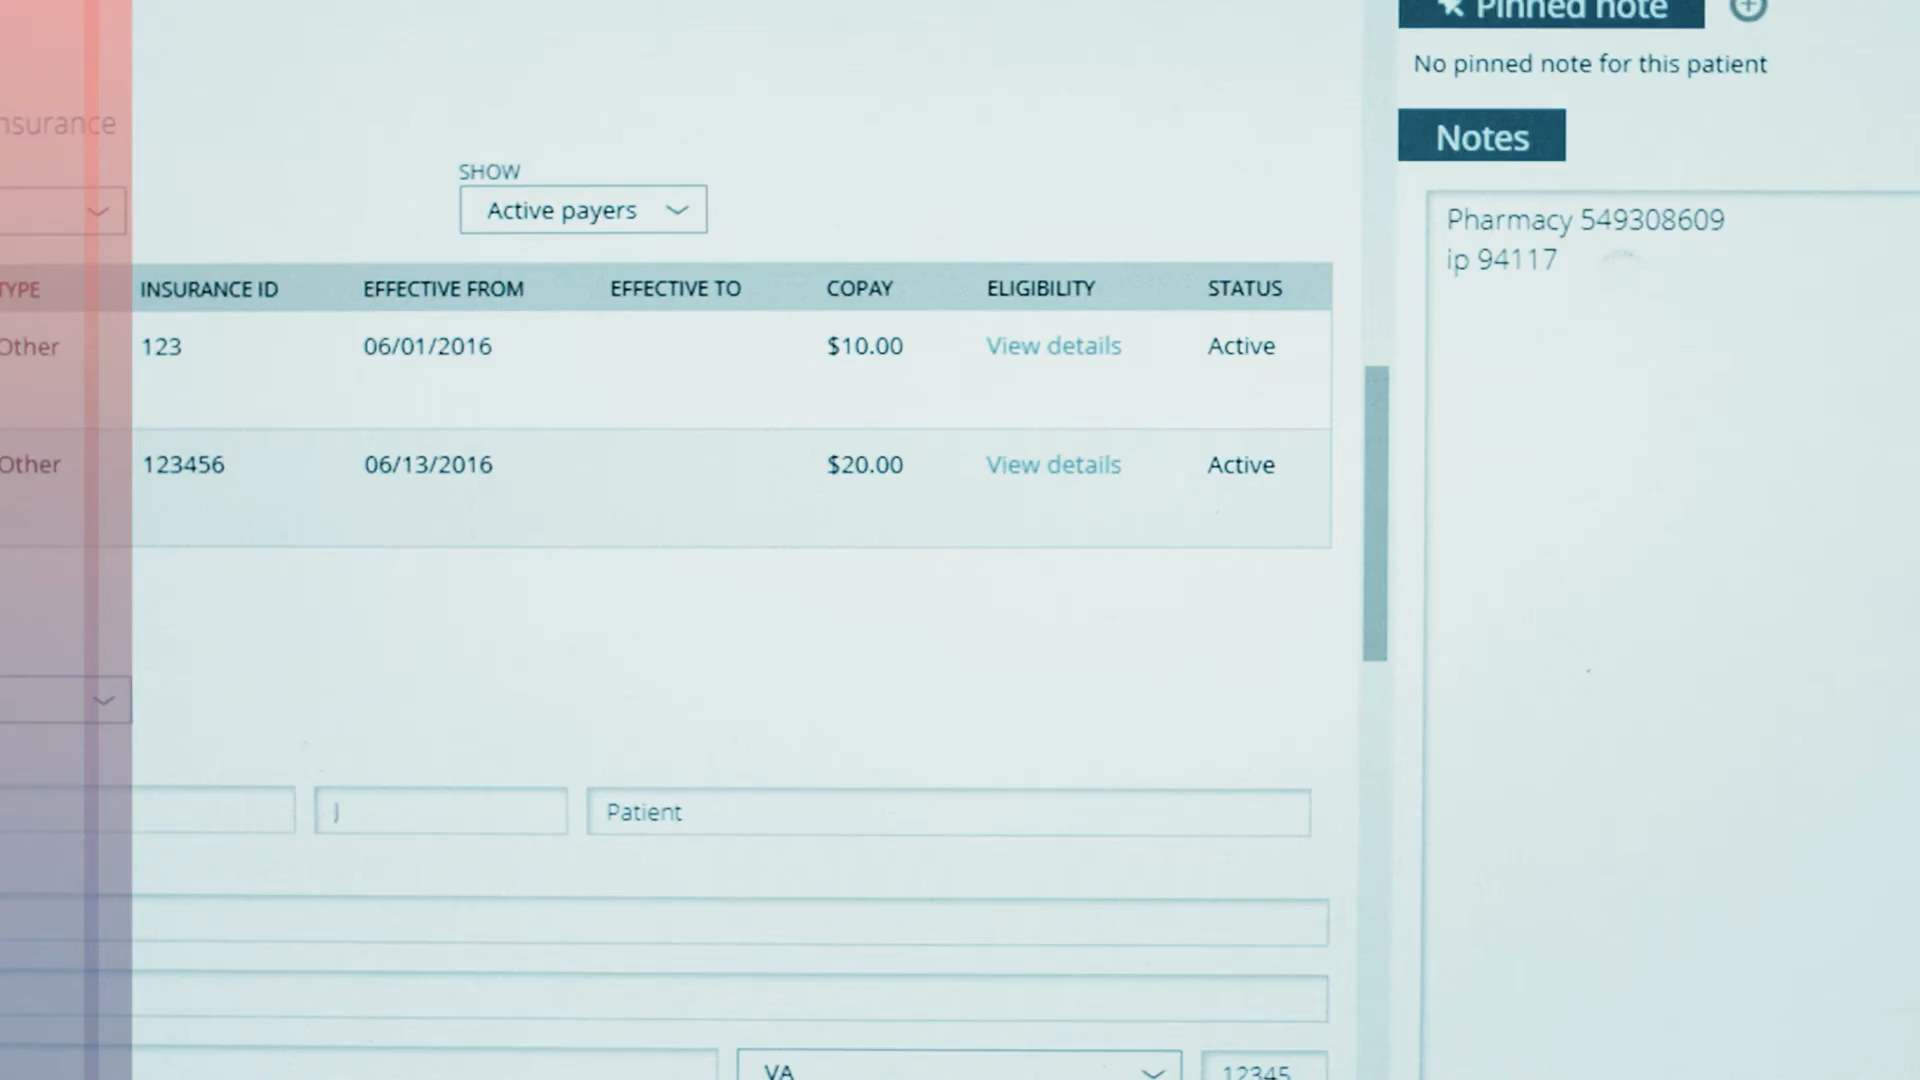 Pinned note
No pinned note for this patient
nsurance
Notes
SHOW
Active payers
Pharmacy 549308609
ip 94117
TYPE INSURANCE ID EFFECTIVE FROM EFFECTIVE TO COPAY ELIGIBILITY STATUS
Other 123 06/01/2016 $10.00 View details Active
Other 123456 06/13/2016 $20.00 View details Active
J Patient
VA 12345